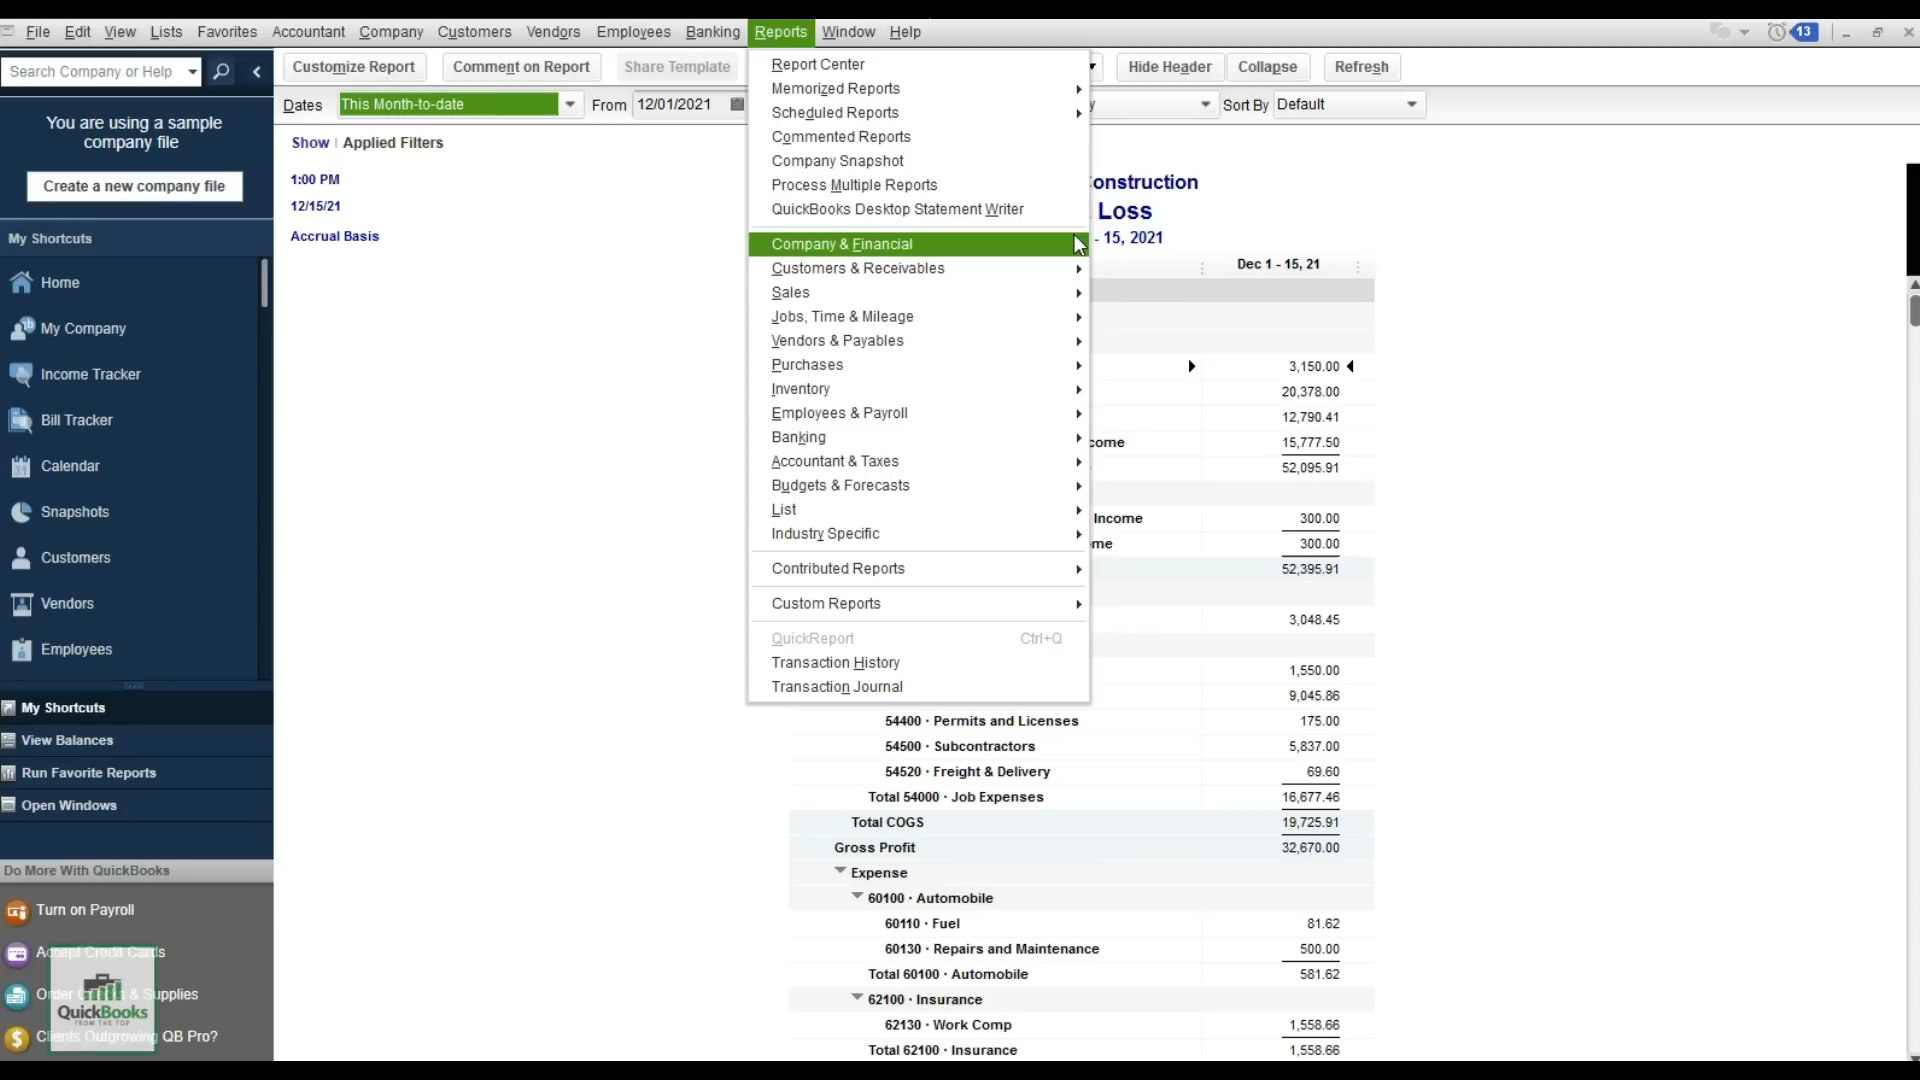 File Edit View Lists Favorites Accountant Company Customers Vendors Employees Banking Reports Window Help
13
Search Company or Help
Customize Report Comment on Report Share Template Hide Header Collapse Refresh
Dates This Month-to-date From 12/01/2021 Sort By Default
Show Applied Filters
1:00 PM
12/15/21
Accrual Basis
You are using a sample
company file
Create a new company file
My Shortcuts
Home
My Company
Income Tracker
Bill Tracker
Calendar
Snapshots
Customers
Vendors
Employees
My Shortcuts
View Balances
Run Favorite Reports
Open Windows
Do More With QuickBooks
Turn on Payroll
Accept Credit Cards
Order & Supplies
Clients Outgrowing QB Pro?
QuickBooks
FROM THE TOP
Report Center
Memorized Reports
Scheduled Reports
Commented Reports
Company Snapshot
Process Multiple Reports
QuickBooks Desktop Statement Writer
Company & Financial
Customers & Receivables
Sales
Jobs, Time & Mileage
Vendors & Payables
Purchases
Inventory
Employees & Payroll
Banking
Accountant & Taxes
Budgets & Forecasts
List
Industry Specific
Contributed Reports
Custom Reports
QuickReport Ctrl+Q
Transaction History
Transaction Journal
onstruction
Loss
- 15, 2021
Dec 1 - 15, 21
3,150.00
20,378.00
12,790.41
come 15,777.50
52,095.91
Income 300.00
me 300.00
52,395.91
3,048.45
1,550.00
9,045.86
54400 · Permits and Licenses 175.00
54500 · Subcontractors 5,837.00
54520 · Freight & Delivery 69.60
Total 54000 · Job Expenses 16,677.46
Total COGS 19,725.91
Gross Profit 32,670.00
Expense
60100 · Automobile
60110 · Fuel 81.62
60130 · Repairs and Maintenance 500.00
Total 60100 · Automobile 581.62
62100 · Insurance
62130 · Work Comp 1,558.66
Total 62100 · Insurance 1,558.66